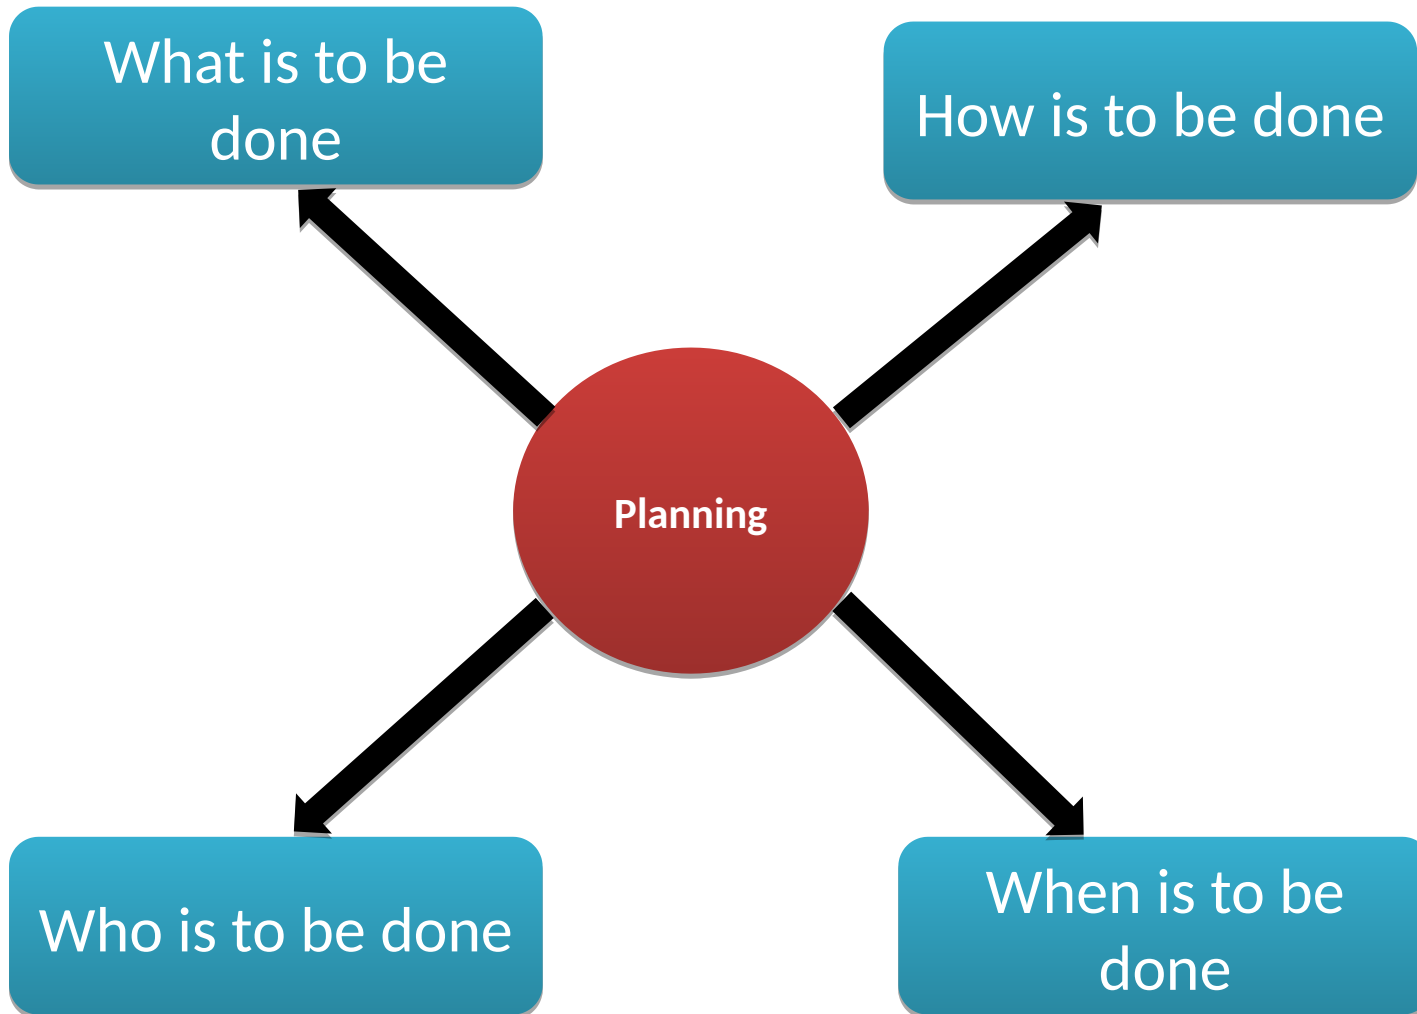 What is to be
done
How is to be done
Planning
Who is to be done
When is to be
done